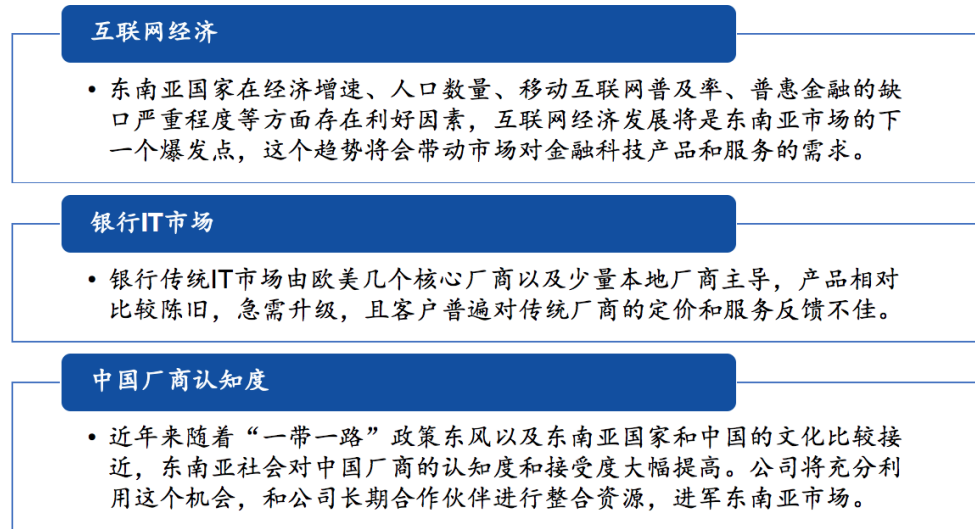 互联网经济
• 东南亚国家在经济增速、人口数量、移动互联网普及率、普惠金融的缺
口严重程度等方面存在利好因素，互联网经济发展将是东南亚市场的下
一个爆发点，这个趋势将会带动市场对金融科技产品和服务的需求。
银行IT市场
• 银行传统IT市场由欧美几个核心厂商以及少量本地厂商主导，产品相对
比较陈旧，急需升级，且客户普遍对传统厂商的定价和服务反馈不佳。
中国厂商认知度
• 近年来随着“一带一路”政策东风以及东南亚国家和中国的文化比较接
近，东南亚社会对中国厂商的认知度和接受度大幅提高。公司将充分利
用这个机会，和公司长期合作伙伴进行整合资源，进军东南亚市场。